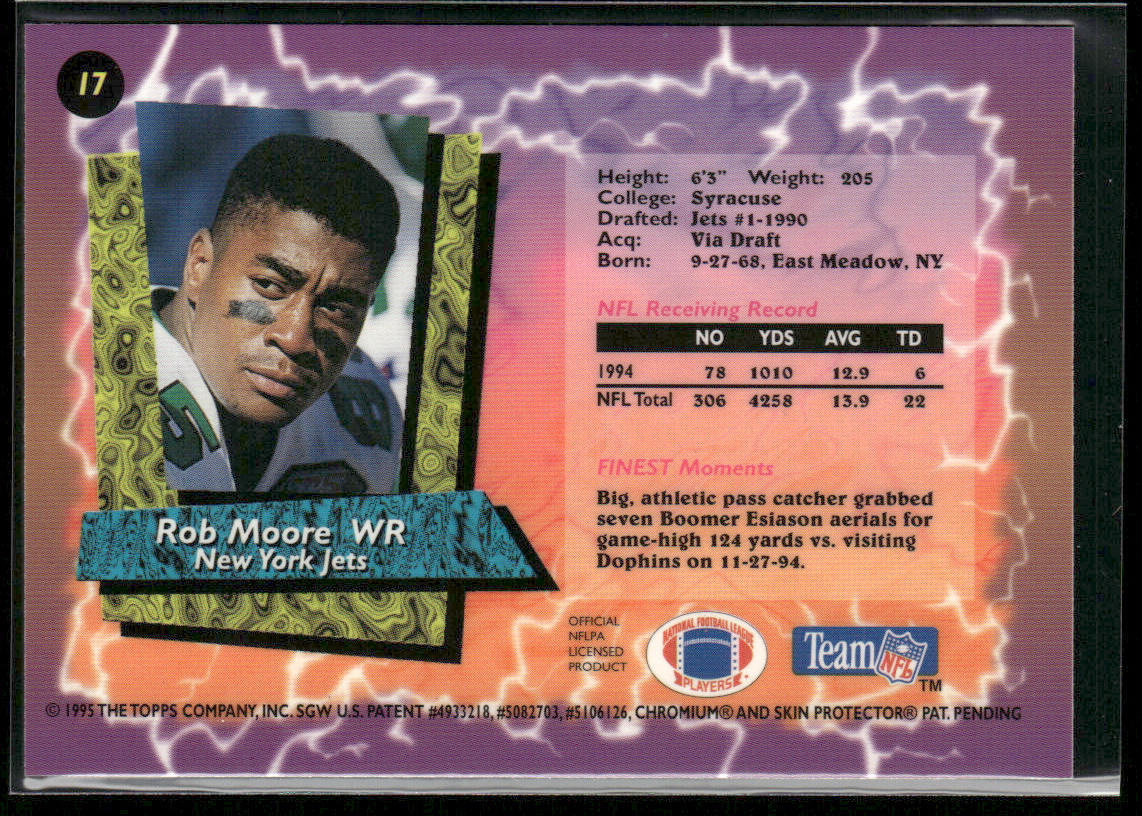 17
Height: 6'3" Weight: 205
College: Syracuse
Drafted: Jets #1-1990
Acq: Via Draft
Born: 9-27-68, East Meadow, NY
NFL Receiving Record
NO YDS AVG TD
1994 78 1010 12.9 6
NFL Total 306 4258 13.9 22
FINEST Moments
Big, athletic pass catcher grabbed
seven Boomer Esiason aerials for
game-high 124 yards vs. visiting
Dophins on 11-27-94.
Rob Moore WR
New York Jets
OFFICIAL
NFLPA
LICENSED
PRODUCT
NATIONAL FOOTBALL LEAGUE
PLAYERS
Team NFL
TM
© 1995 THE TOPPS COMPANY, INC. SGW U.S. PATENT #4933218, #5082703, #5106126, CHROMIUM® AND SKIN PROTECTOR® PAT. PENDING